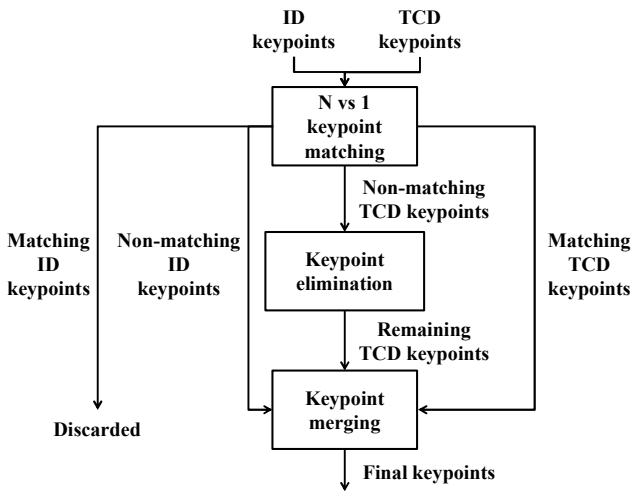 ID
keypoints
TCD
keypoints
N vs 1
keypoint
matching
Non-matching
TCD keypoints
Matching
ID
keypoints
Non-matching
ID
keypoints
Keypoint
elimination
Matching
TCD
keypoints
Remaining
TCD keypoints
Keypoint
merging
Discarded
Final keypoints